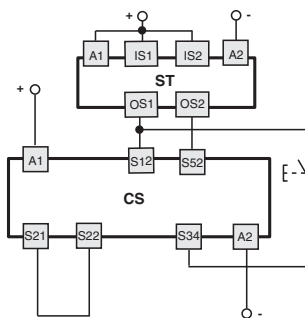 + -
A1 IS1 IS2 A2
ST
OS1 OS2
+
A1 S12 S52
CS
S21 S22 S34 A2
-